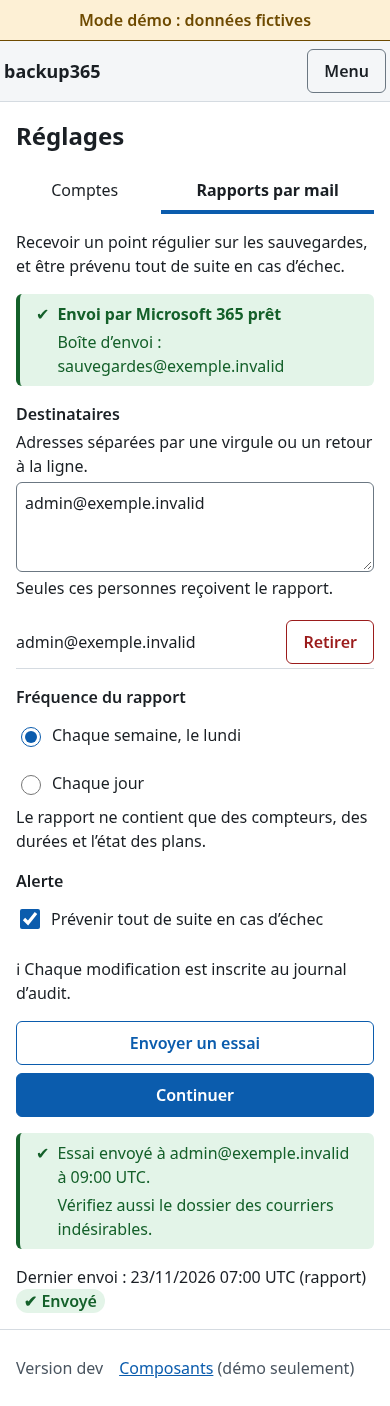 Mode démo : données fictives
backup365
Menu
Réglages
Comptes
Rapports par mail
Recevoir un point régulier sur les sauvegardes,
et être prévenu tout de suite en cas d’échec.
✔ Envoi par Microsoft 365 prêt
Boîte d’envoi :
sauvegardes@exemple.invalid
Destinataires
Adresses séparées par une virgule ou un retour
à la ligne.
admin@exemple.invalid
Seules ces personnes reçoivent le rapport.
admin@exemple.invalid
Retirer
Fréquence du rapport
Chaque semaine, le lundi
Chaque jour
Le rapport ne contient que des compteurs, des
durées et l’état des plans.
Alerte
Prévenir tout de suite en cas d’échec
i Chaque modification est inscrite au journal
d’audit.
Envoyer un essai
Continuer
✔ Essai envoyé à admin@exemple.invalid
à 09:00 UTC.
Vérifiez aussi le dossier des courriers
indésirables.
Dernier envoi : 23/11/2026 07:00 UTC (rapport)
✔ Envoyé
Version dev
Composants (démo seulement)